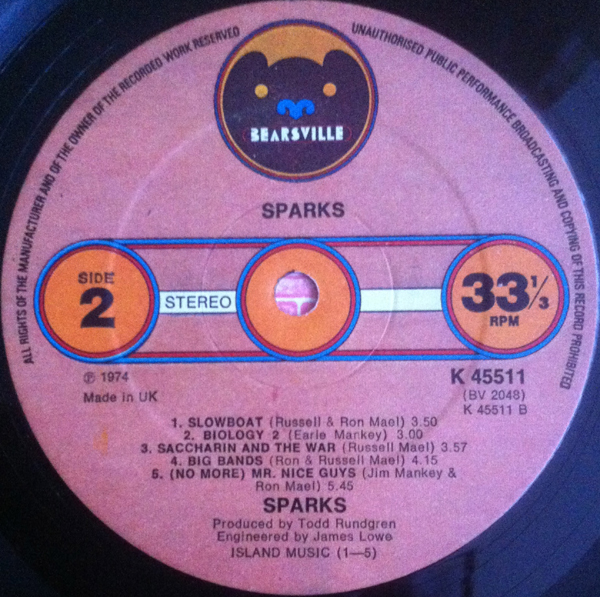 ALL RIGHTS OF THE MANUFACTURER AND OF THE OWNER OF THE RECORDED WORK RESERVED
UNAUTHORISED PUBLIC PERFORMANCE BROADCASTING AND COPYING OF THIS RECORD PROHIBITED
BEARSVILLE
SPARKS
SIDE
2
STEREO
33 1/3
RPM
℗ 1974
Made in UK
K 45511
(BV 2048)
K 45511 B
1. SLOWBOAT (Russell & Ron Mael) 3.50
2. BIOLOGY 2 (Earle Mankey) 3.00
3. SACCHARIN AND THE WAR (Russell Mael) 3.57
4. BIG BANDS (Ron & Russell Mael) 4.15
5. (NO MORE) MR. NICE GUYS (Jim Mankey &
Ron Mael) 5.45
SPARKS
Produced by Todd Rundgren
Engineered by James Lowe
ISLAND MUSIC (1—5)